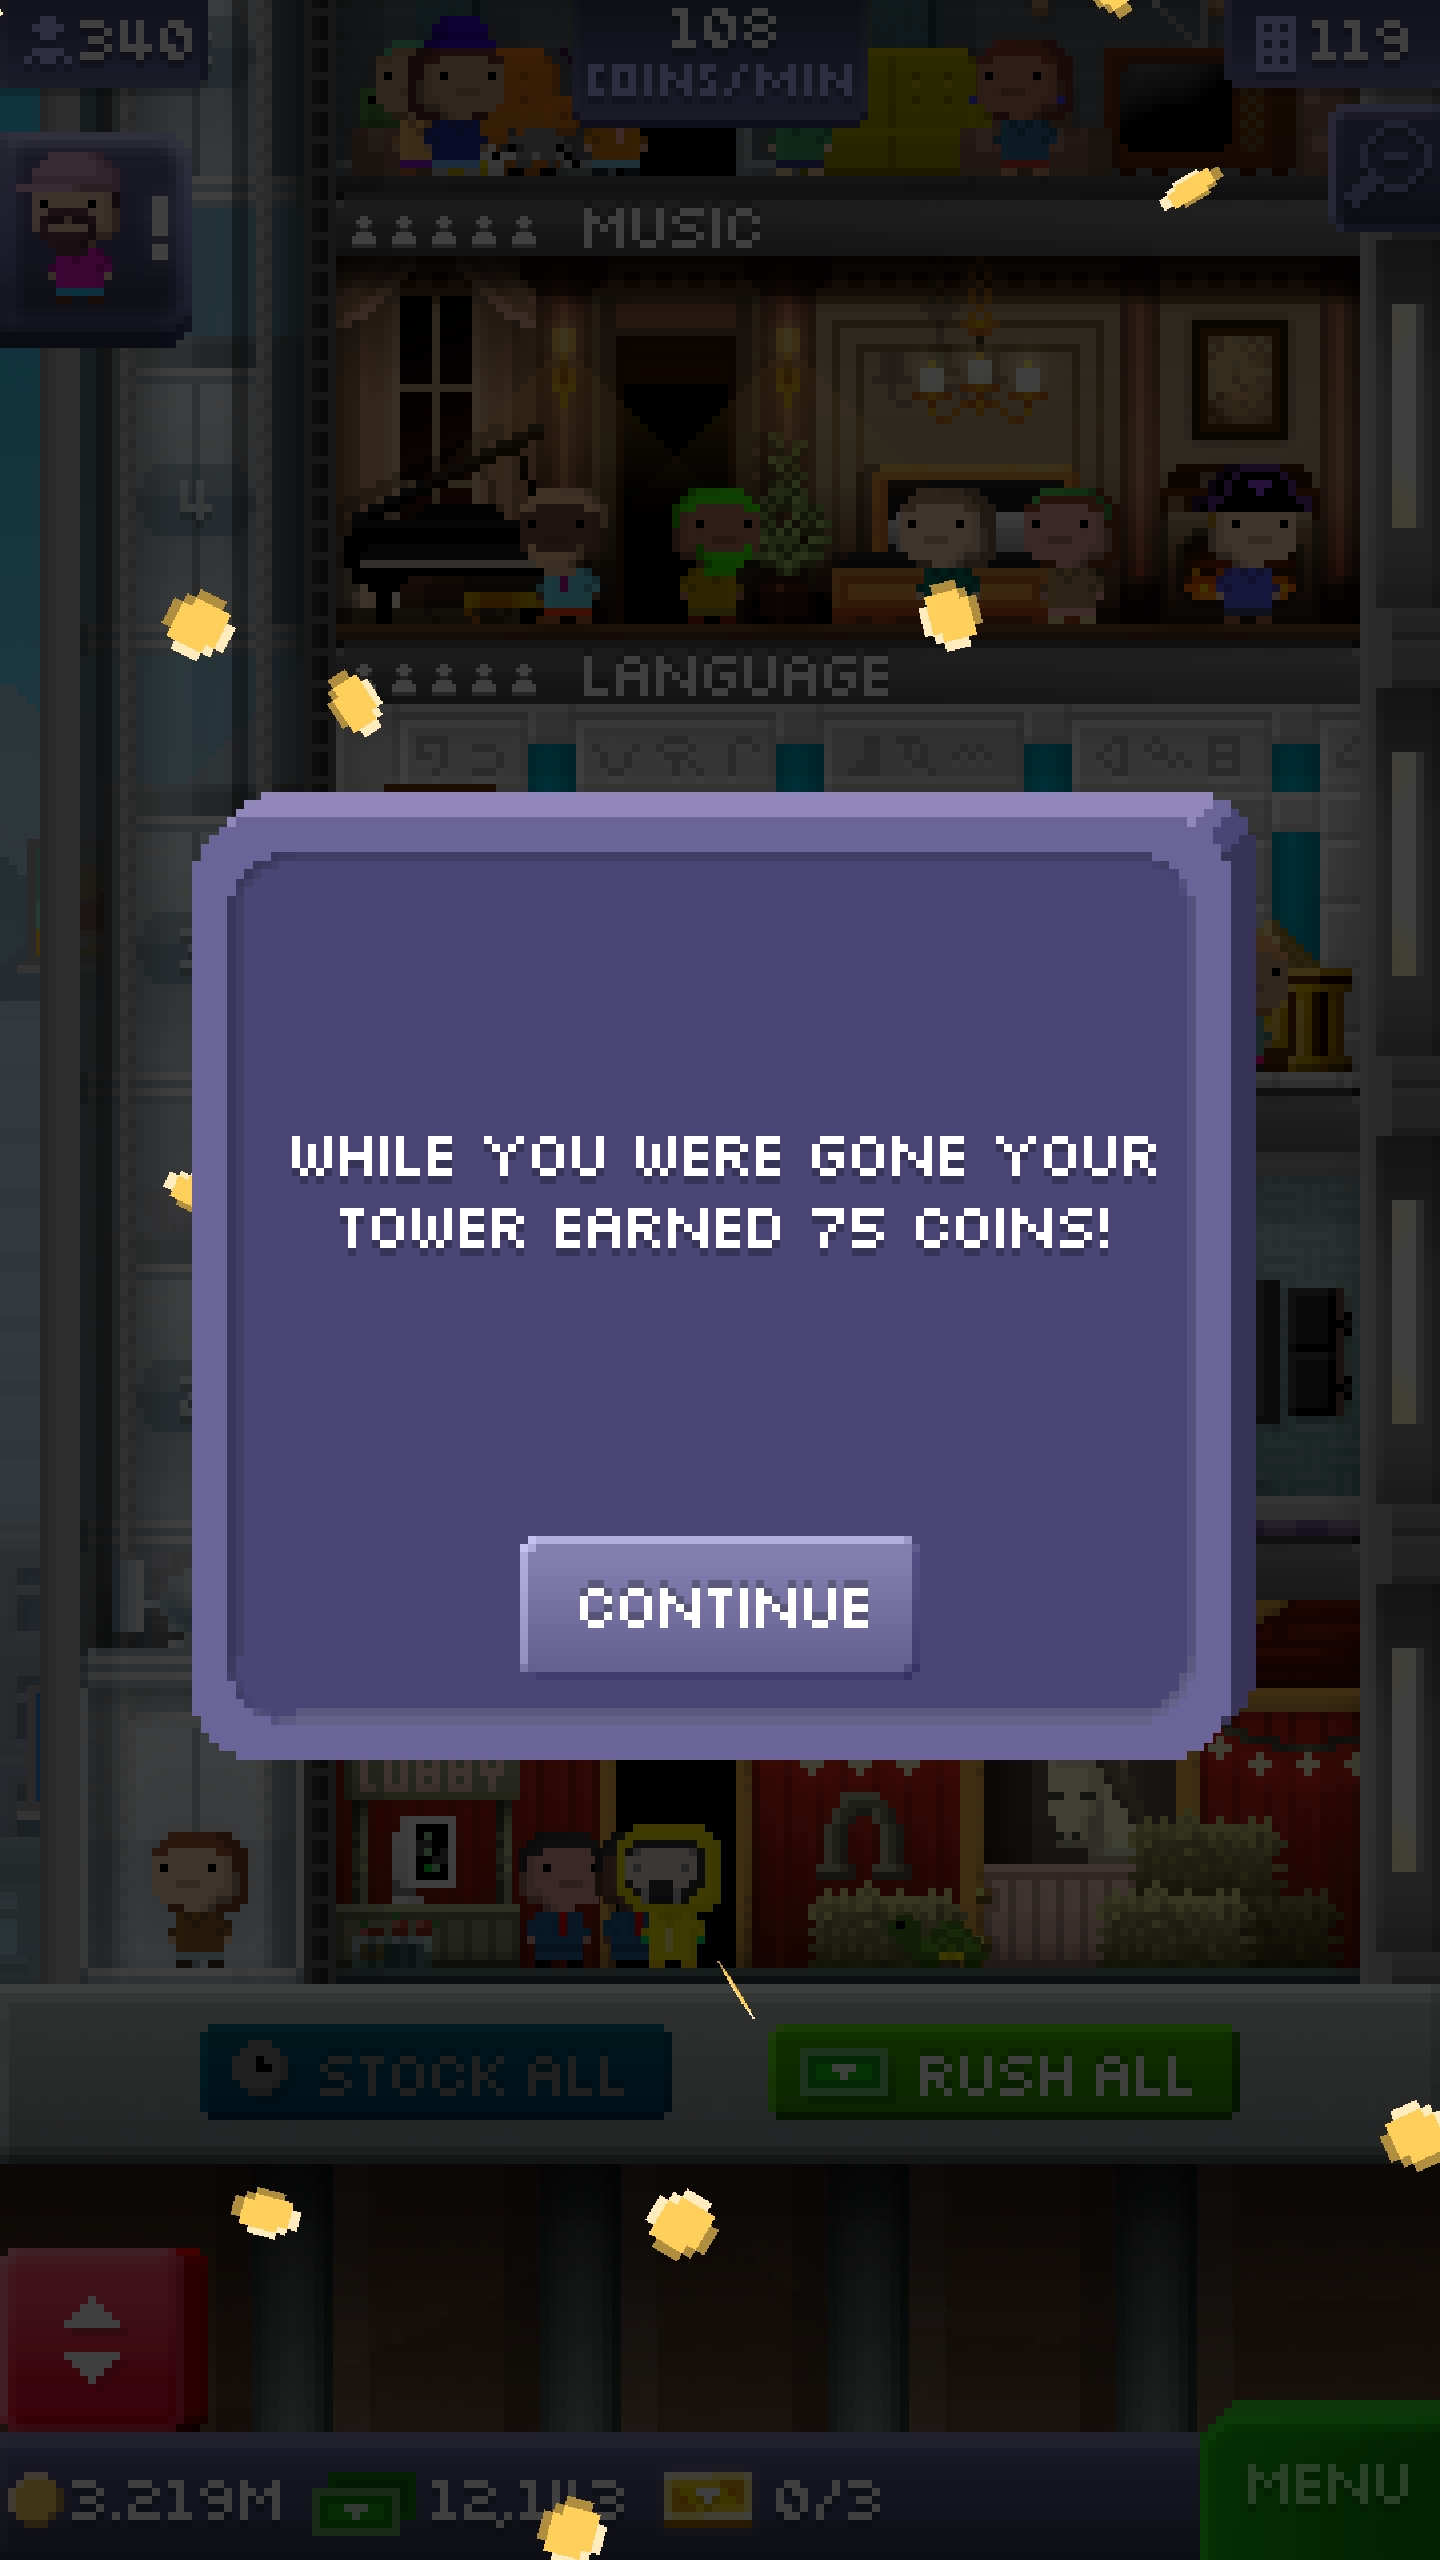 340
108
COINS/MIN
119
!
MUSIC
4
LANGUAGE
WHILE YOU WERE GONE YOUR
TOWER EARNED 75 COINS!
CONTINUE
LOBBY
STOCK ALL
RUSH ALL
3.219M
0/3
MENU